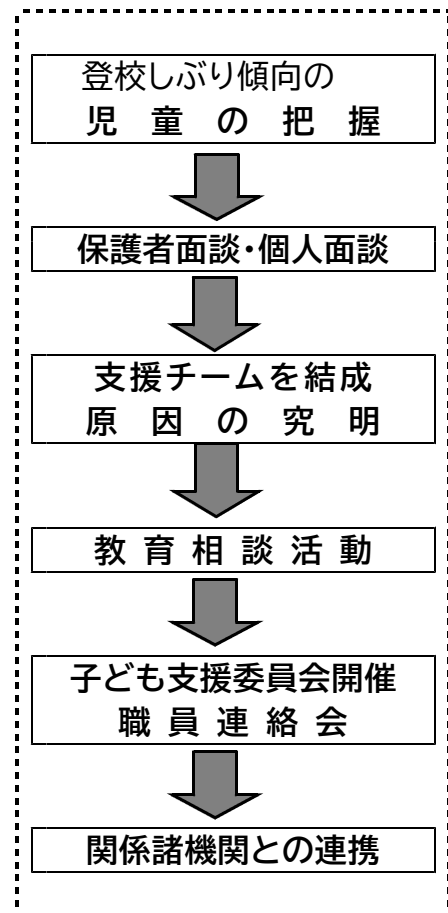 登校しぶり傾向の
児童の把握
保護者面談・個人面談
支援チームを結成
原因の究明
教育相談活動
子ども支援委員会開催
職員連絡会
関係諸機関との連携